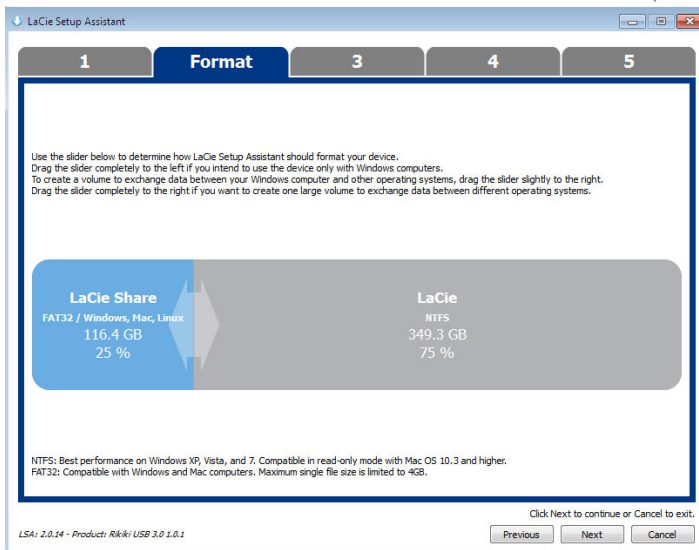 LaCie Setup Assistant
1 Format 3 4 5
Use the slider below to determine how LaCie Setup Assistant should format your device.
Drag the slider completely to the left if you intend to use the device only with Windows computers.
To create a volume to exchange data between your Windows computer and other operating systems, drag the slider slightly to the right.
Drag the slider completely to the right if you want to create one large volume to exchange data between different operating systems.
LaCie Share
FAT32 / Windows, Mac, Linux
116.4 GB
25 %
LaCie
NTFS
349.3 GB
75 %
NTFS: Best performance on Windows XP, Vista, and 7. Compatible in read-only mode with Mac OS 10.3 and higher.
FAT32: Compatible with Windows and Mac computers. Maximum single file size is limited to 4GB.
Click Next to continue or Cancel to exit.
LSA: 2.0.14 - Product: Rikiki USB 3.0 1.0.1
Previous Next Cancel